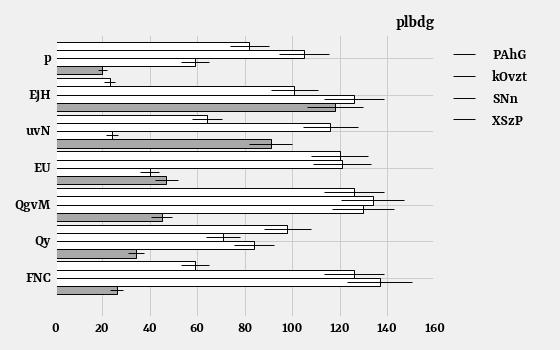 plbdg
p
EjH
uvN
EU
QgvM
Qy
FNC
0 20 40 60 80 100 120 140 160
PAhG
kOvzt
SNn
XSzP